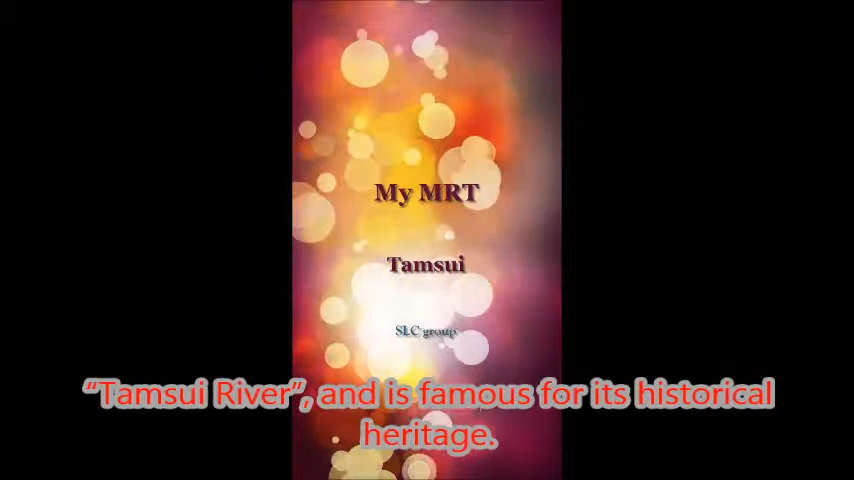 My MRT
Tamsui
SLC group
“Tamsui River”, and is famous for its historical
heritage.